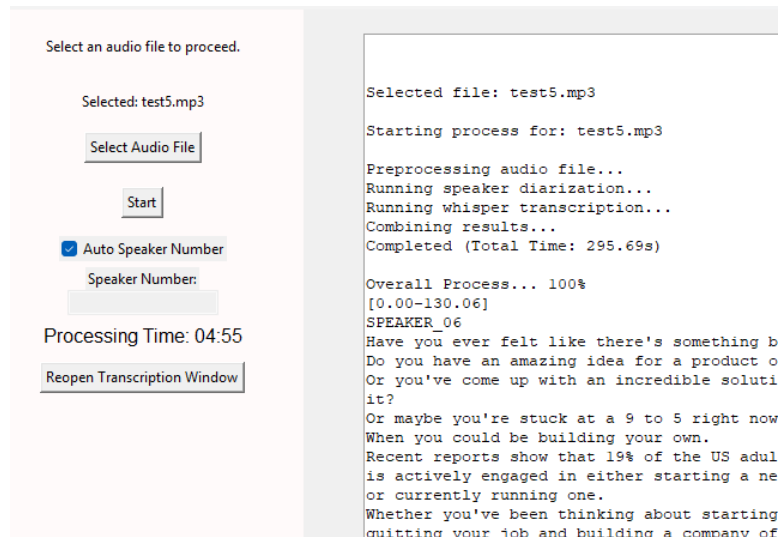 Select an audio file to proceed.
Selected: test5.mp3
Select Audio File
Start
Auto Speaker Number
Speaker Number:
Processing Time: 04:55
Reopen Transcription Window
Selected file: test5.mp3
Starting process for: test5.mp3
Preprocessing audio file...
Running speaker diarization...
Running whisper transcription...
Combining results...
Completed (Total Time: 295.69s)
Overall Process... 100%
[0.00-130.06]
SPEAKER_06
Have you ever felt like there's something b
Do you have an amazing idea for a product o
Or you've come up with an incredible soluti
it?
Or maybe you're stuck at a 9 to 5 right now
When you could be building your own.
Recent reports show that 19% of the US adul
is actively engaged in either starting a ne
or currently running one.
Whether you've been thinking about starting
quitting your job and building a company of